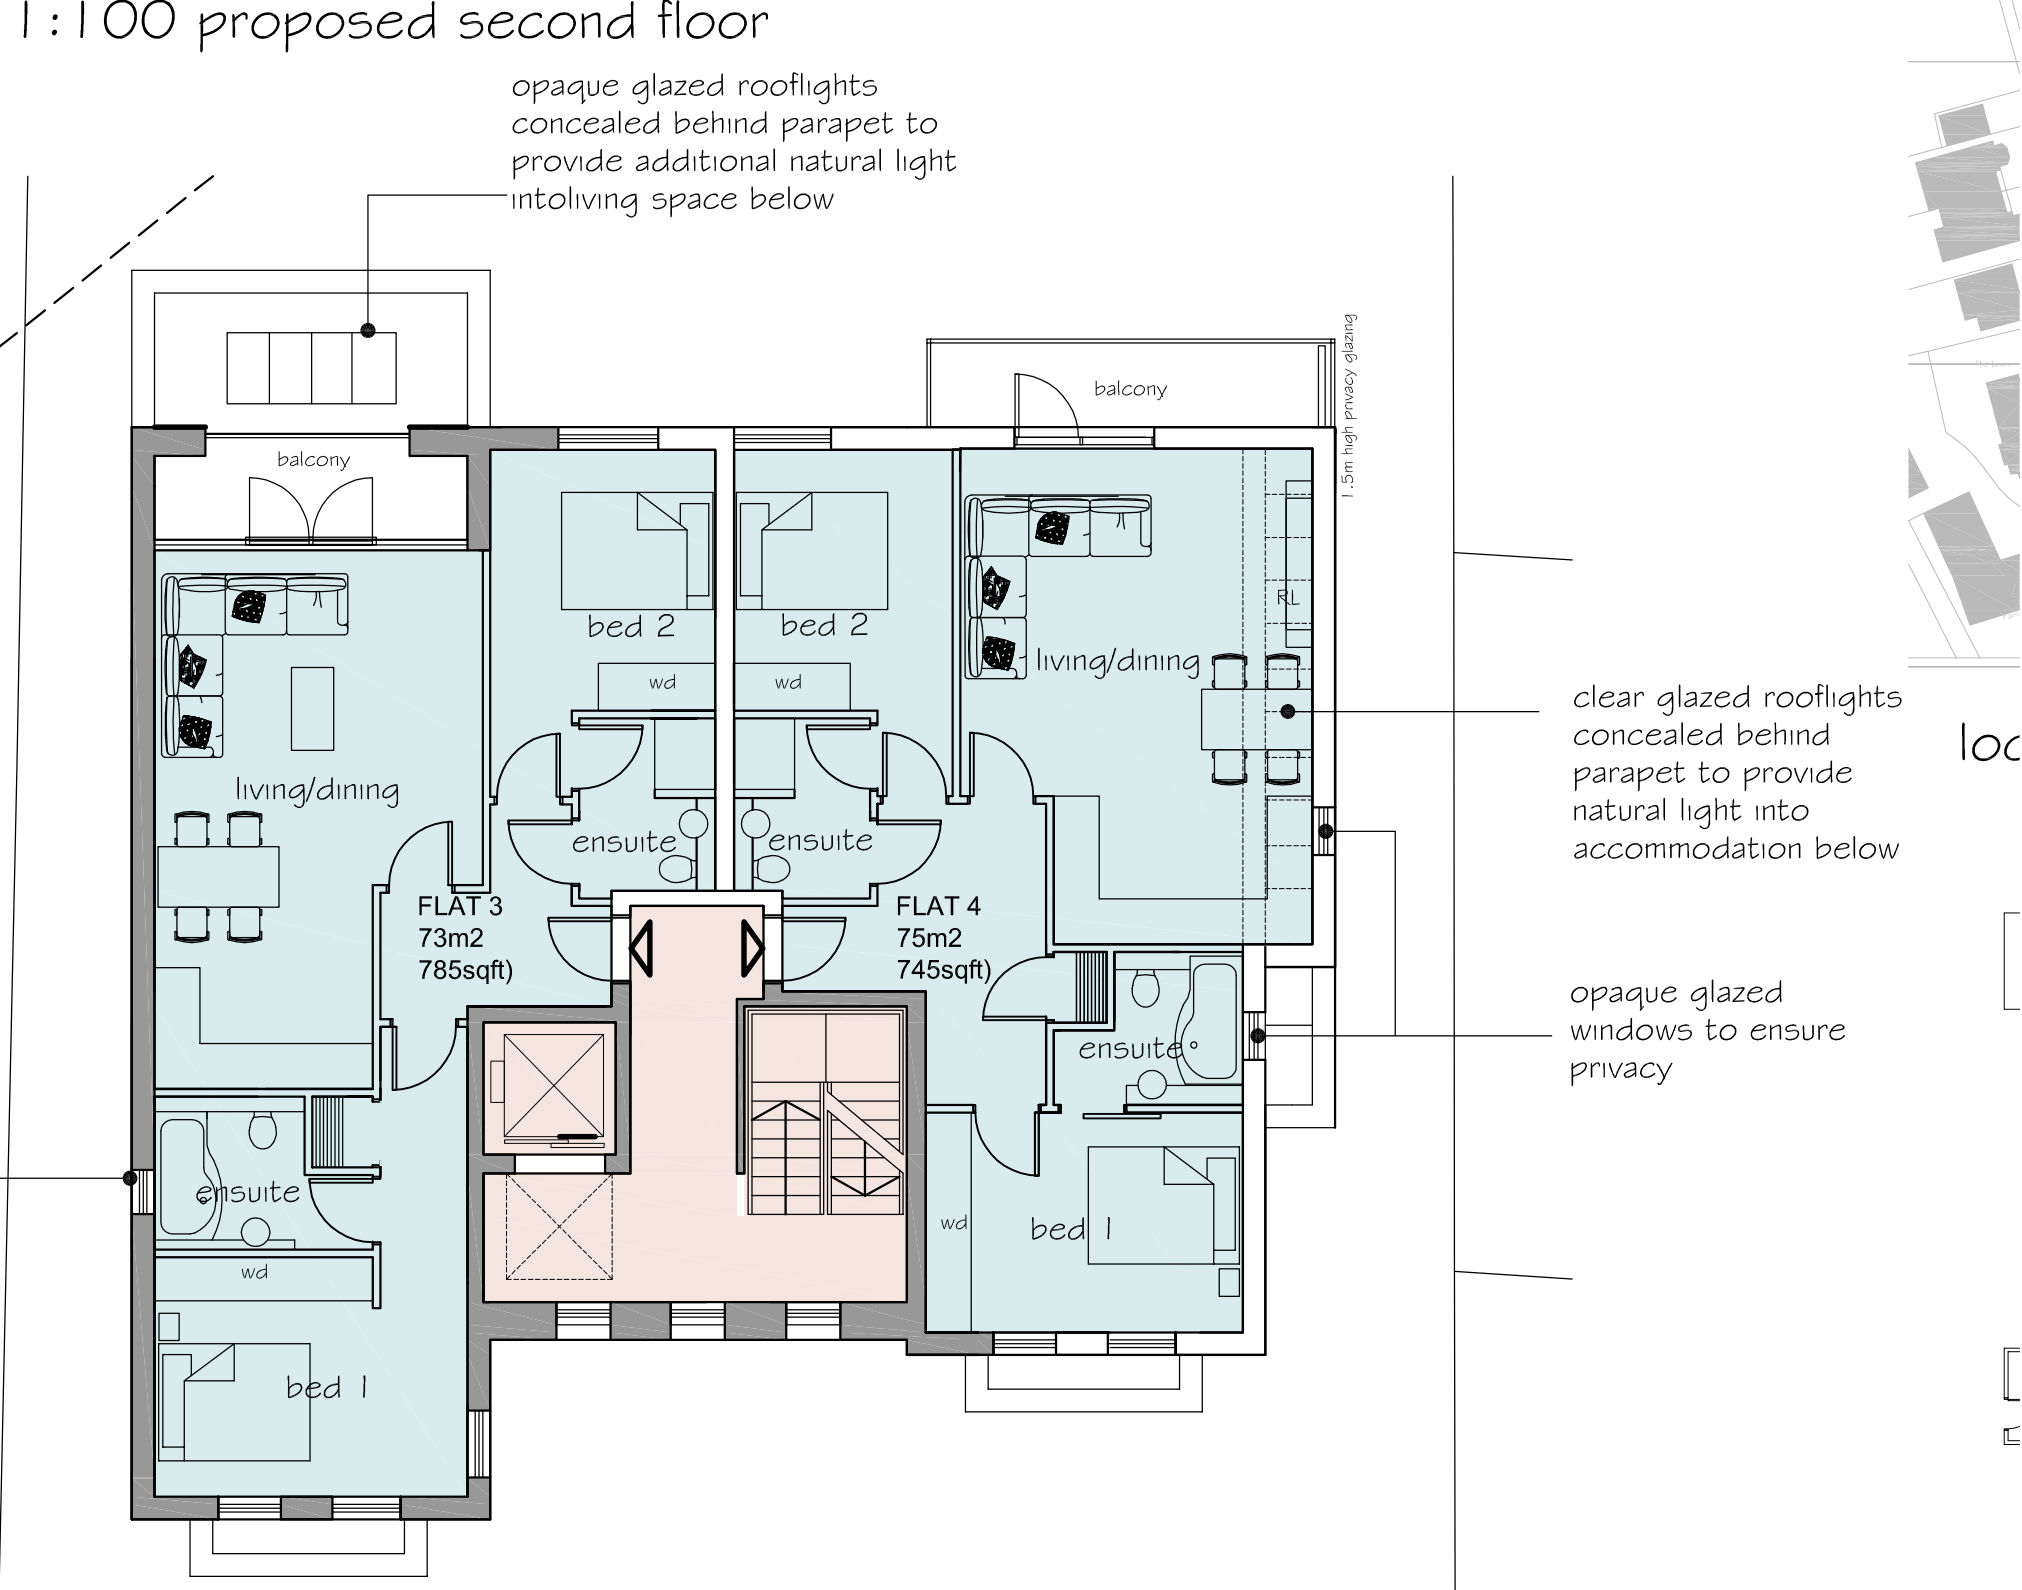 1:100 proposed second floor
opaque glazed rooflights
concealed behind parapet to
provide additional natural light
intoliving space below
1.5m high privacy glazing
balcony
balcony
RL
bed 2
bed 2
living/dining
wd
wd
clear glazed rooflights
concealed behind
parapet to provide
natural light into
accommodation below
loc
living/dining
ensuite
ensuite
FLAT 3
73m2
785sqft)
FLAT 4
75m2
745sqft)
opaque glazed
windows to ensure
privacy
ensuite
ensuite
wd
bed 1
wd
bed 1